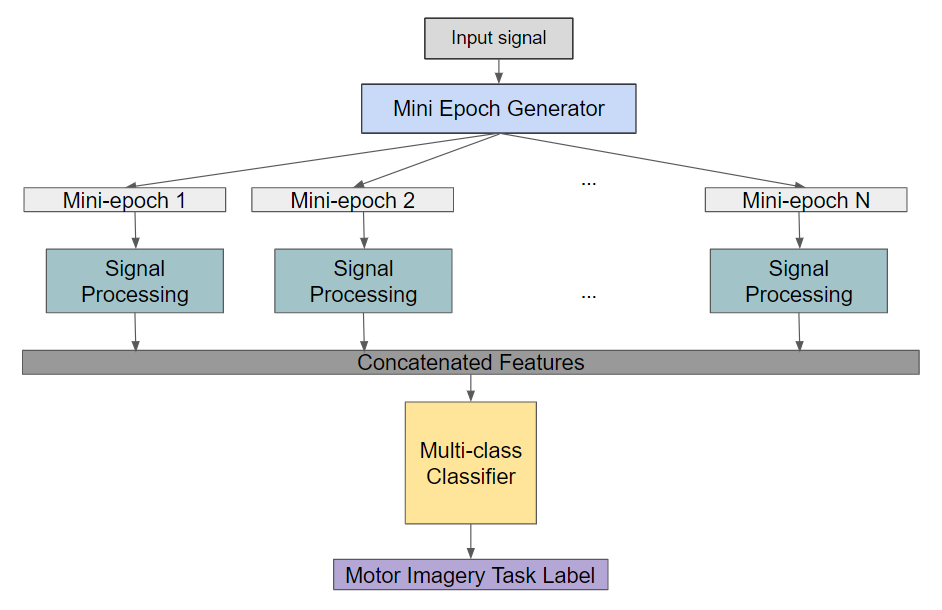 Input signal
Mini Epoch Generator
...
Mini-epoch 1
Mini-epoch 2
Mini-epoch N
Signal
Processing
Signal
Processing
...
Signal
Processing
Concatenated Features
Multi-class
Classifier
Motor Imagery Task Label